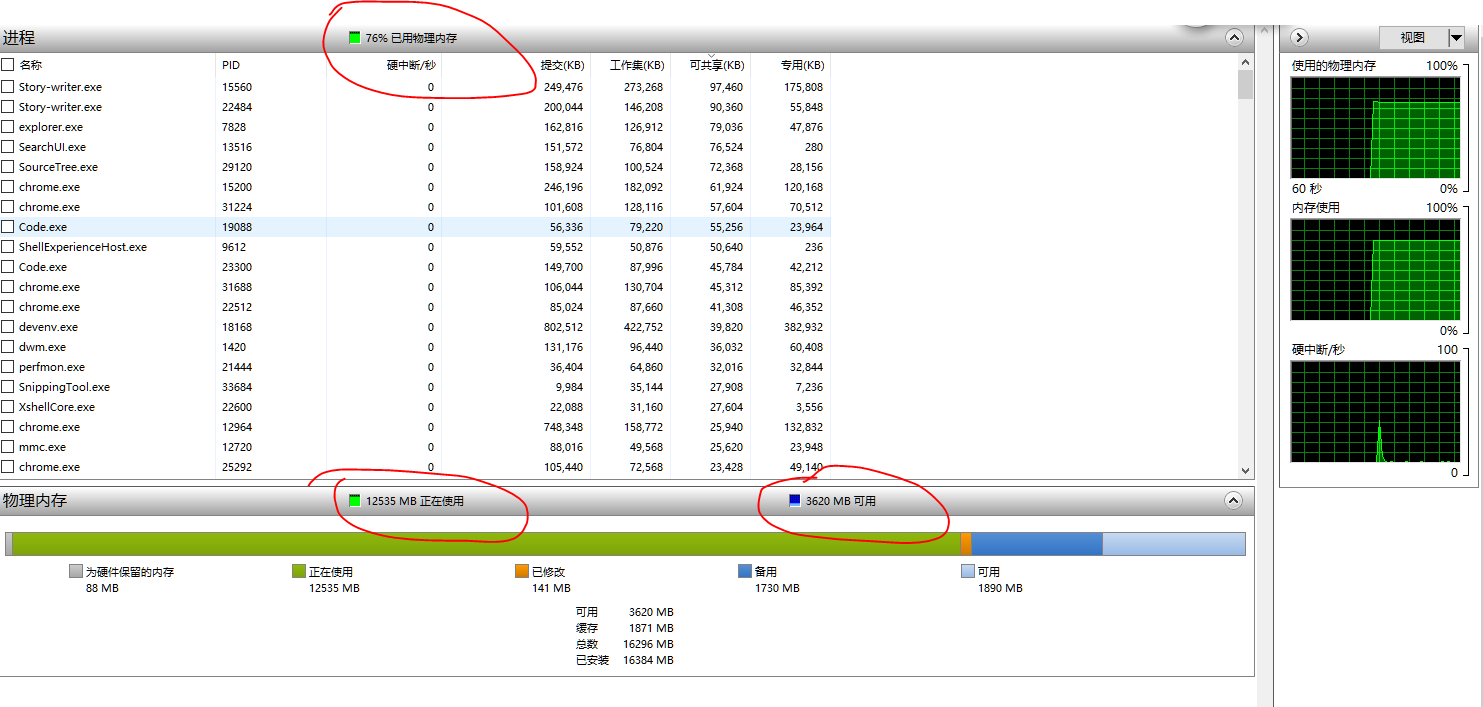 进程 76% 已用物理内存
名称 PID 硬中断/秒 提交(KB) 工作集(KB) 可共享(KB) 专用(KB)
Story-writer.exe 15560 0 249,476 273,268 97,460 175,808
Story-writer.exe 22484 0 200,044 146,208 90,360 55,848
explorer.exe 7828 0 162,816 126,912 79,036 47,876
SearchUI.exe 13516 0 151,572 76,804 76,524 280
SourceTree.exe 29120 0 158,924 100,524 72,368 28,156
chrome.exe 15200 0 246,196 182,092 61,924 120,168
chrome.exe 31224 0 101,608 128,116 57,604 70,512
Code.exe 19088 0 56,336 79,220 55,256 23,964
ShellExperienceHost.exe 9612 0 59,552 50,876 50,640 236
Code.exe 23300 0 149,700 87,996 45,784 42,212
chrome.exe 31688 0 106,044 130,704 45,312 85,392
chrome.exe 22512 0 85,024 87,660 41,308 46,352
devenv.exe 18168 0 802,512 422,752 39,820 382,932
dwm.exe 1420 0 131,176 96,440 36,032 60,408
perfmon.exe 21444 0 36,404 64,860 32,016 32,844
SnippingTool.exe 33684 0 9,984 35,144 27,908 7,236
XshellCore.exe 22600 0 22,088 31,160 27,604 3,556
chrome.exe 12964 0 748,348 158,772 25,940 132,832
mmc.exe 12720 0 88,016 49,568 25,620 23,948
chrome.exe 25292 0 105,440 72,568 23,428 49,140
物理内存 12535 MB 正在使用 3620 MB 可用
为硬件保留的内存 正在使用 已修改 备用 可用
88 MB 12535 MB 141 MB 1730 MB 1890 MB
可用 3620 MB
缓存 1871 MB
总数 16296 MB
已安装 16384 MB
视图
使用的物理内存 100%
60 秒 0%
内存使用 100%
0%
硬中断/秒 100
0